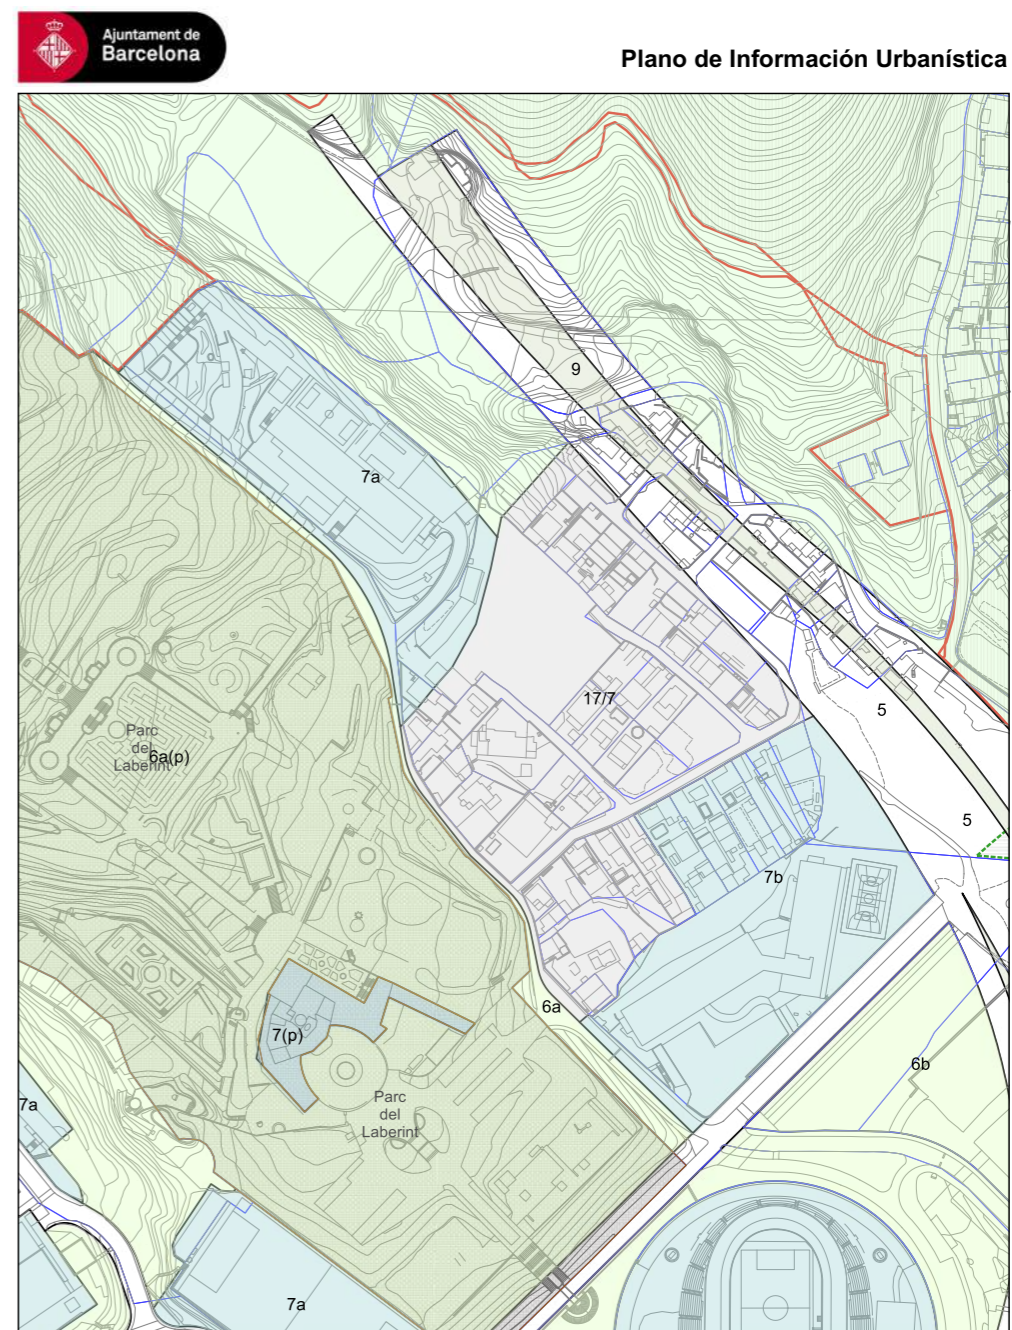 Ajuntament de
Barcelona
Plano de Información Urbanística
9
7a
17/7
5
Parc
del
Laberint
6a(p)
5
7b
6a
7(p)
6b
Parc
del
Laberint
7a
7a